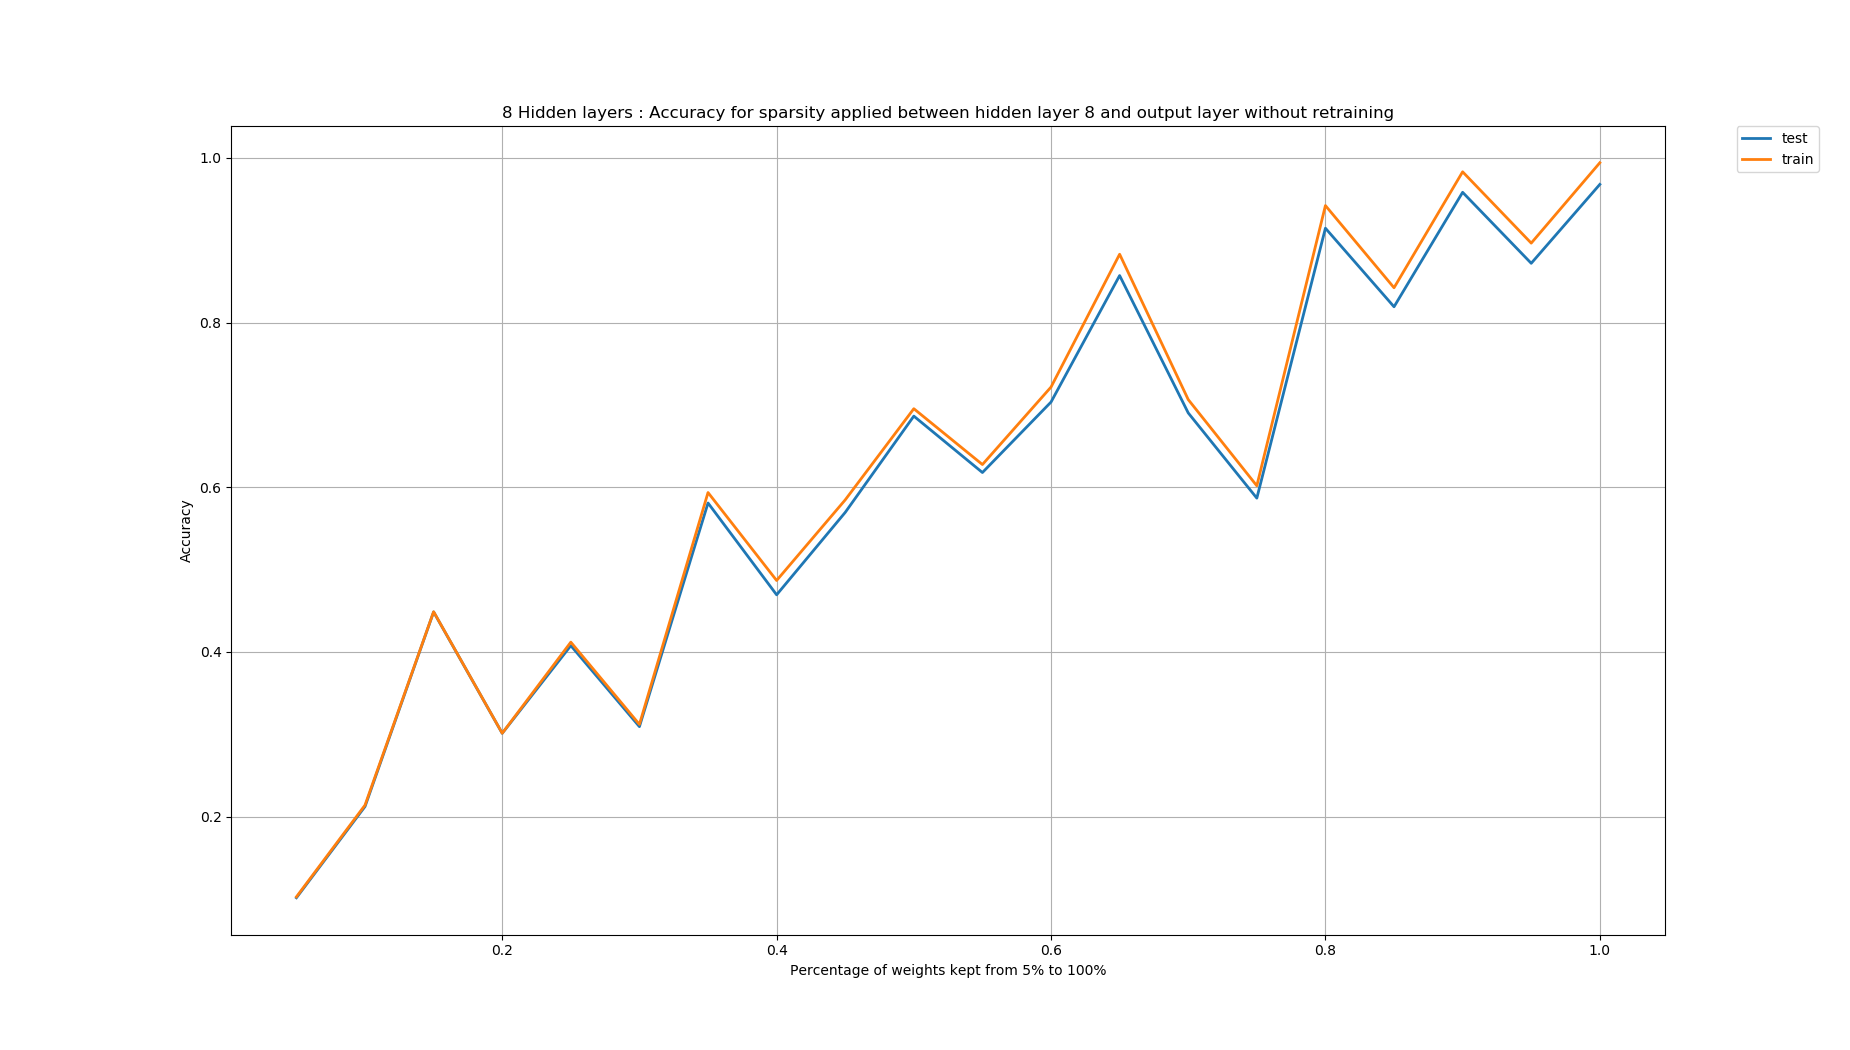 8 Hidden layers : Accuracy for sparsity applied between hidden layer 8 and output layer without retraining
test
train
1.0
0.8
0.6
0.4
0.2
Accuracy
0.2 0.4 0.6 0.8 1.0
Percentage of weights kept from 5% to 100%